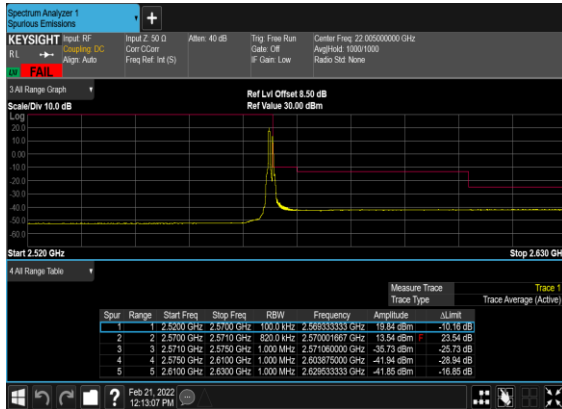 Spectrum Analyzer 1
Spurious Emissions
+
KEYSIGHT Input: RF Input Z: 50 Ω Atten: 40 dB Trig: Free Run Center Freq: 22.005000000 GHz
RL Coupling: DC Corr CCorr Gate: Off Avg|Hold: 1000/1000
Align: Auto Freq Ref: Int (S) IF Gain: Low Radio Std: None
FAIL
3 All Range Graph
Ref Lvl Offset 8.50 dB
Scale/Div 10.0 dB Ref Value 30.00 dBm
Log
20.0
10.0
0.00
-10.0
-20.0
-30.0
-40.0
-50.0
-60.0
Start 2.520 GHz Stop 2.630 GH
4 All Range Table
Measure Trace Trace 1
Trace Type Trace Average (Active)
Spur Range Start Freq Stop Freq RBW Frequency Amplitude ΔLimit
1 1 2.5200 GHz 2.5700 GHz 100.0 kHz 2.569333333 GHz 19.84 dBm -10.16 dB
2 2 2.5700 GHz 2.5710 GHz 820.0 kHz 2.570001667 GHz 13.54 dBm F 23.54 dB
3 3 2.5710 GHz 2.5750 GHz 1.000 MHz 2.571060000 GHz -35.73 dBm -25.73 dB
4 4 2.5750 GHz 2.6100 GHz 1.000 MHz 2.603875000 GHz -41.94 dBm -28.94 dB
5 5 2.6100 GHz 2.6300 GHz 1.000 MHz 2.629533333 GHz -41.85 dBm -16.85 dB
? Feb 21, 2022
12:13:07 PM